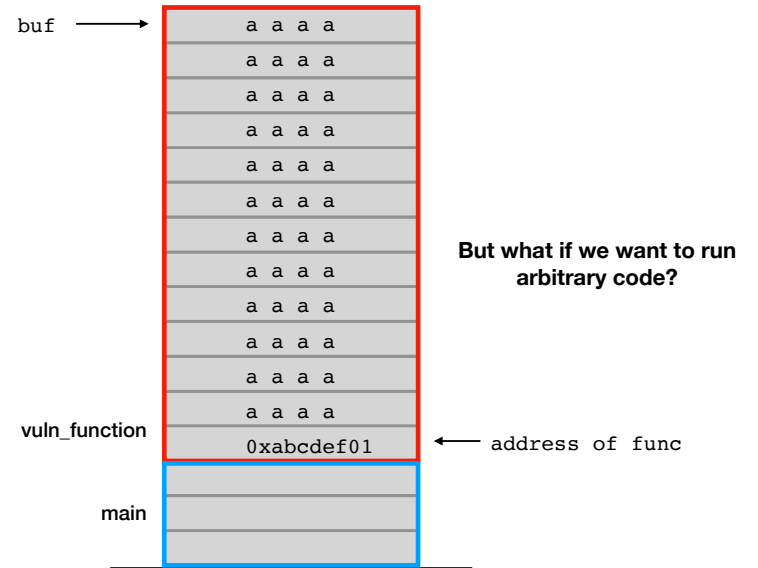 buf
a a a a
a a a a
a a a a
a a a a
a a a a
a a a a
a a a a
a a a a
a a a a
a a a a
a a a a
a a a a
But what if we want to run
arbitrary code?
vuln_function
0xabcdef01
address of func
main